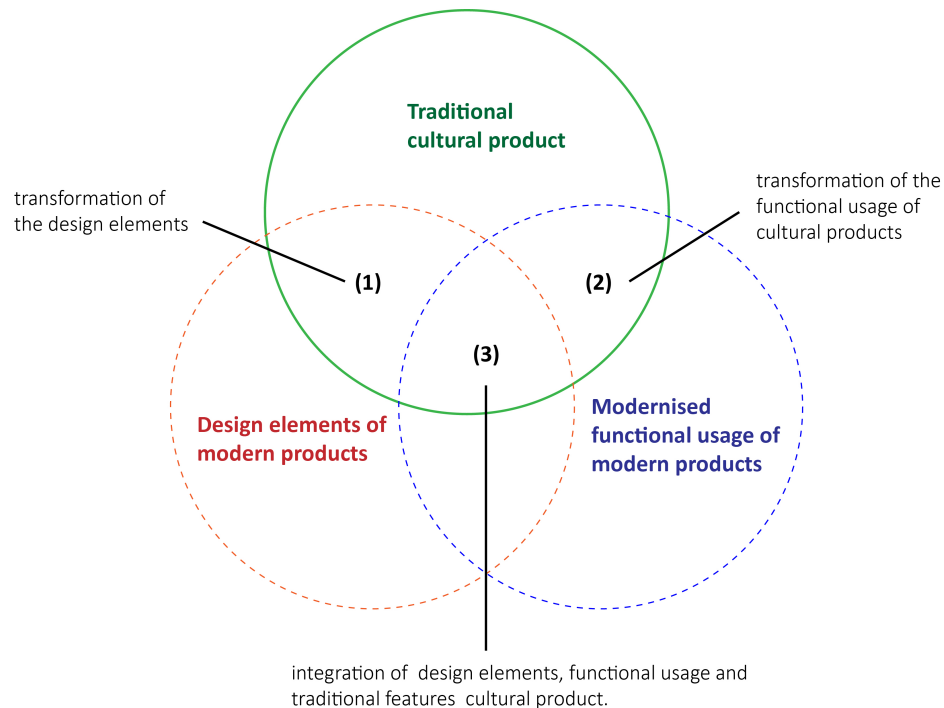 Traditional
cultural product
transformation of
the design elements
transformation of the
functional usage of
cultural products
(1)
(2)
(3)
Design elements of
modern products
Modernised
functional usage of
modern products
integration of  design elements, functional usage and
traditional features  cultural product.